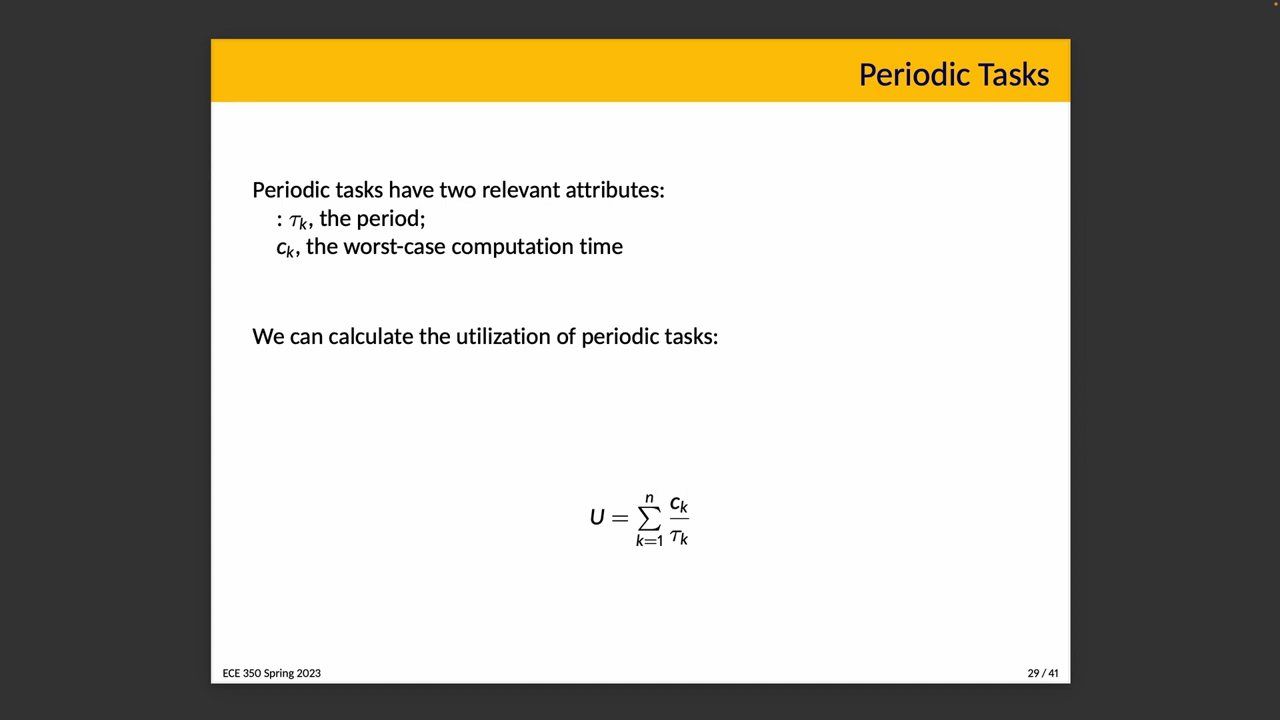 Periodic Tasks
Periodic tasks have two relevant attributes:
: τk, the period;
ck, the worst-case computation time
We can calculate the utilization of periodic tasks:
U = ∑ n k=1 ck/τk
ECE 350 Spring 2023
29 / 41